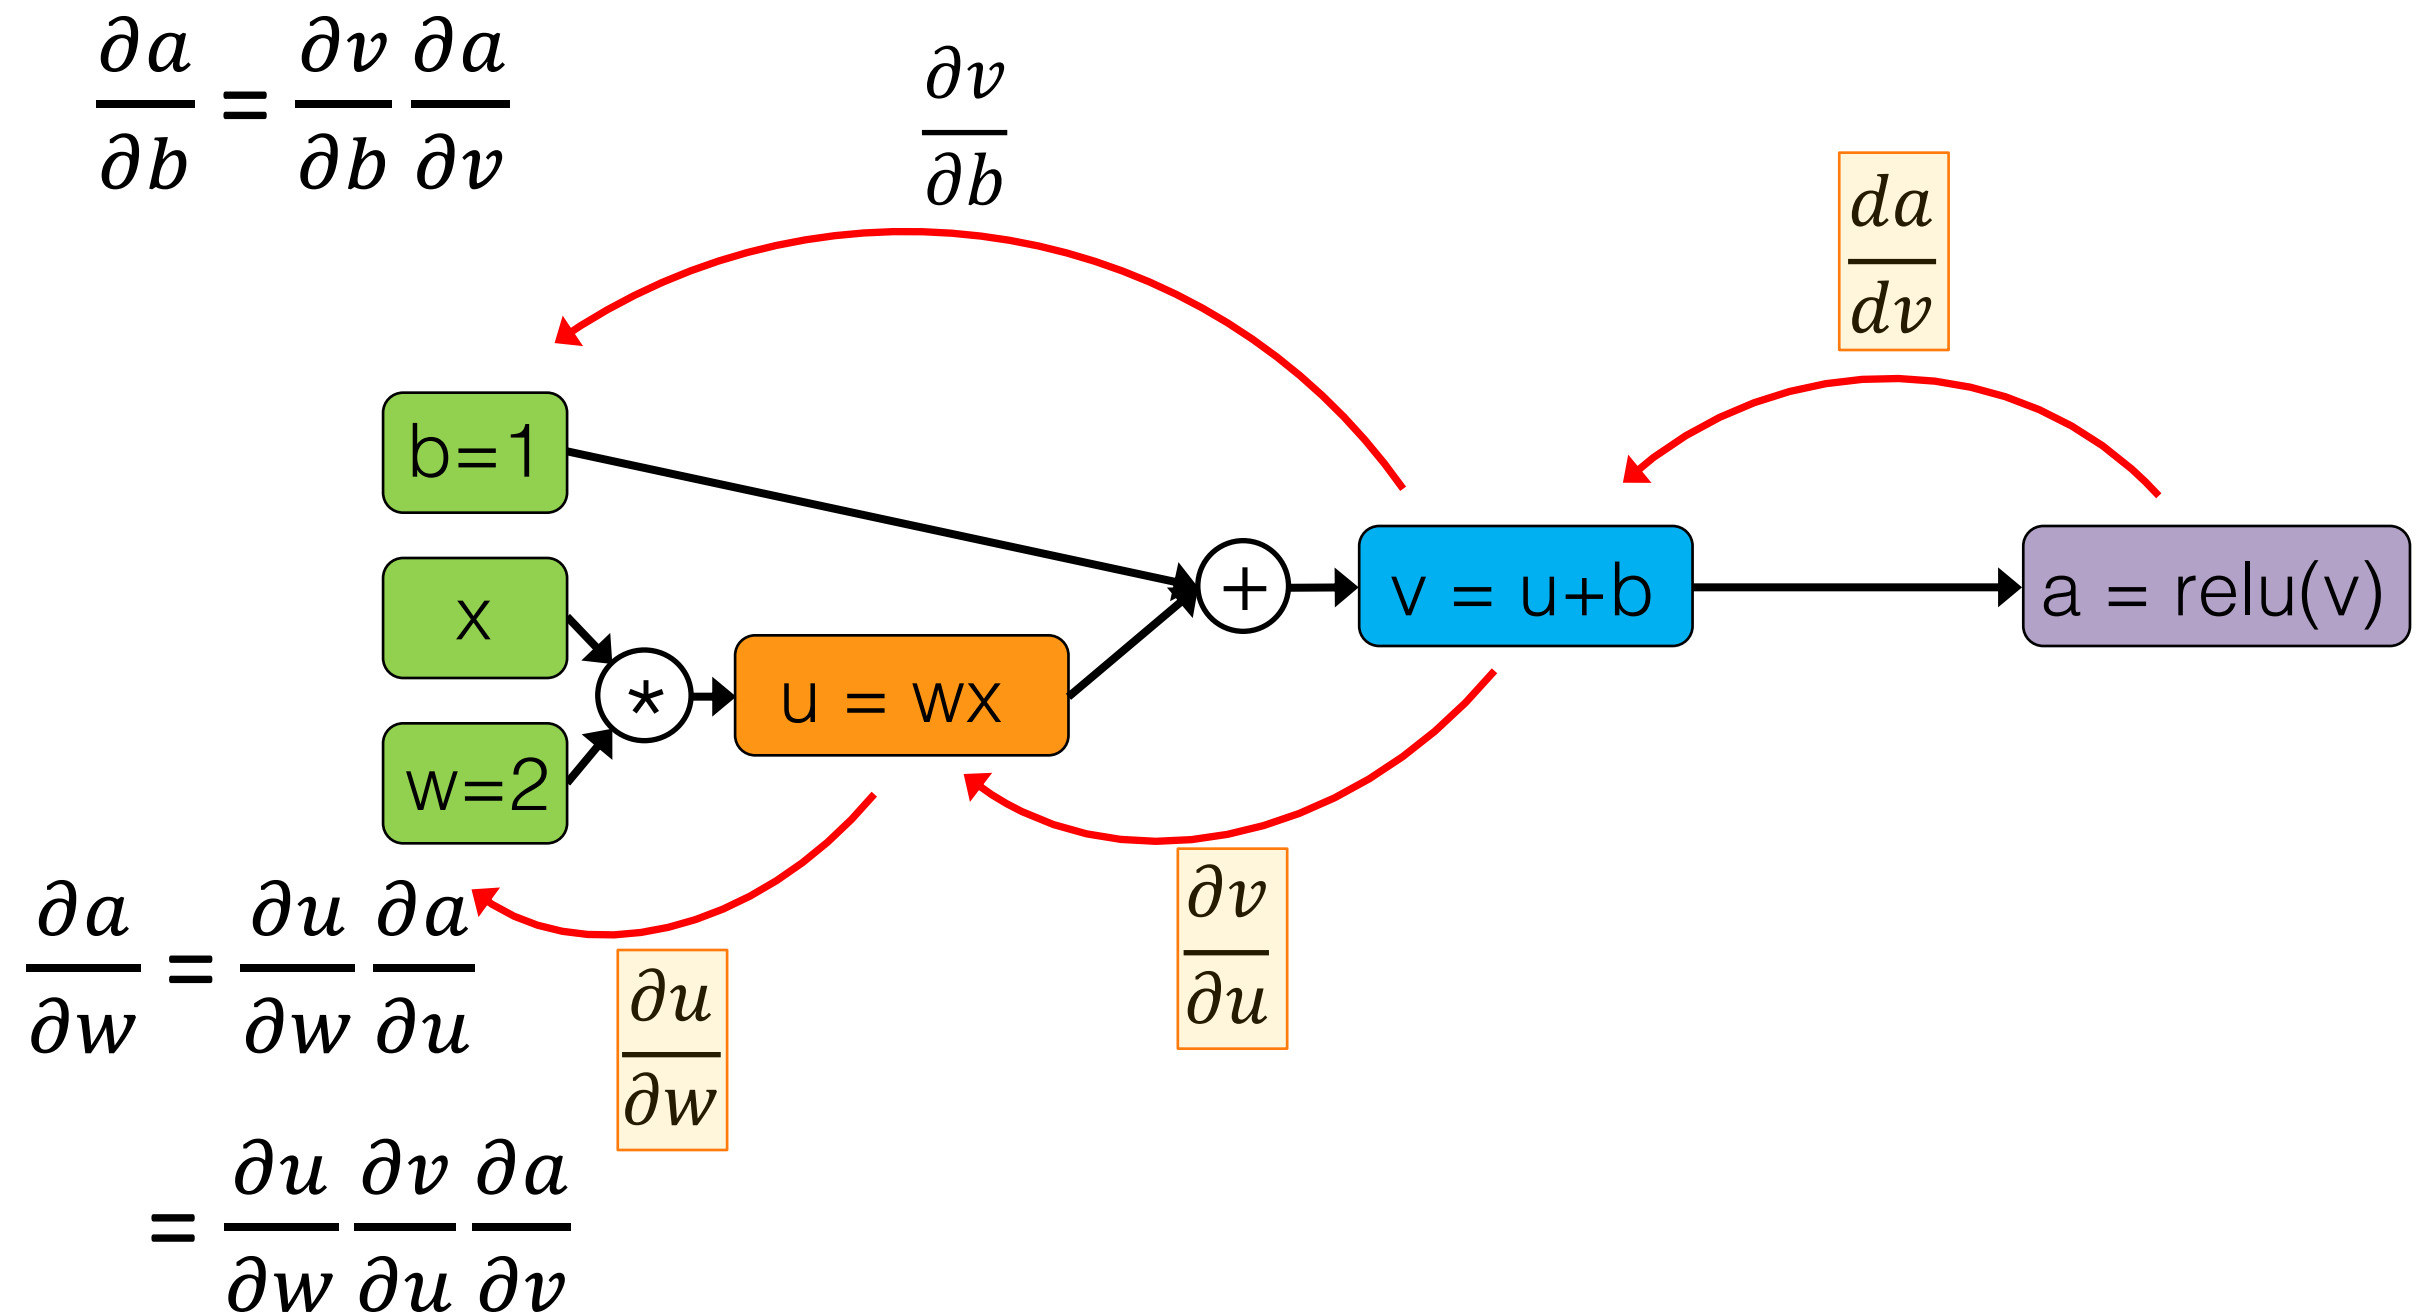 ∂a/∂b = ∂v/∂b ∂a/∂v
∂v/∂b
da/dv
b=1
x
w=2
*
u = wx
+
v = u+b
a = relu(v)
∂a/∂w = ∂u/∂w ∂a/∂u
∂u/∂w
∂v/∂u
= ∂u/∂w ∂v/∂u ∂a/∂v